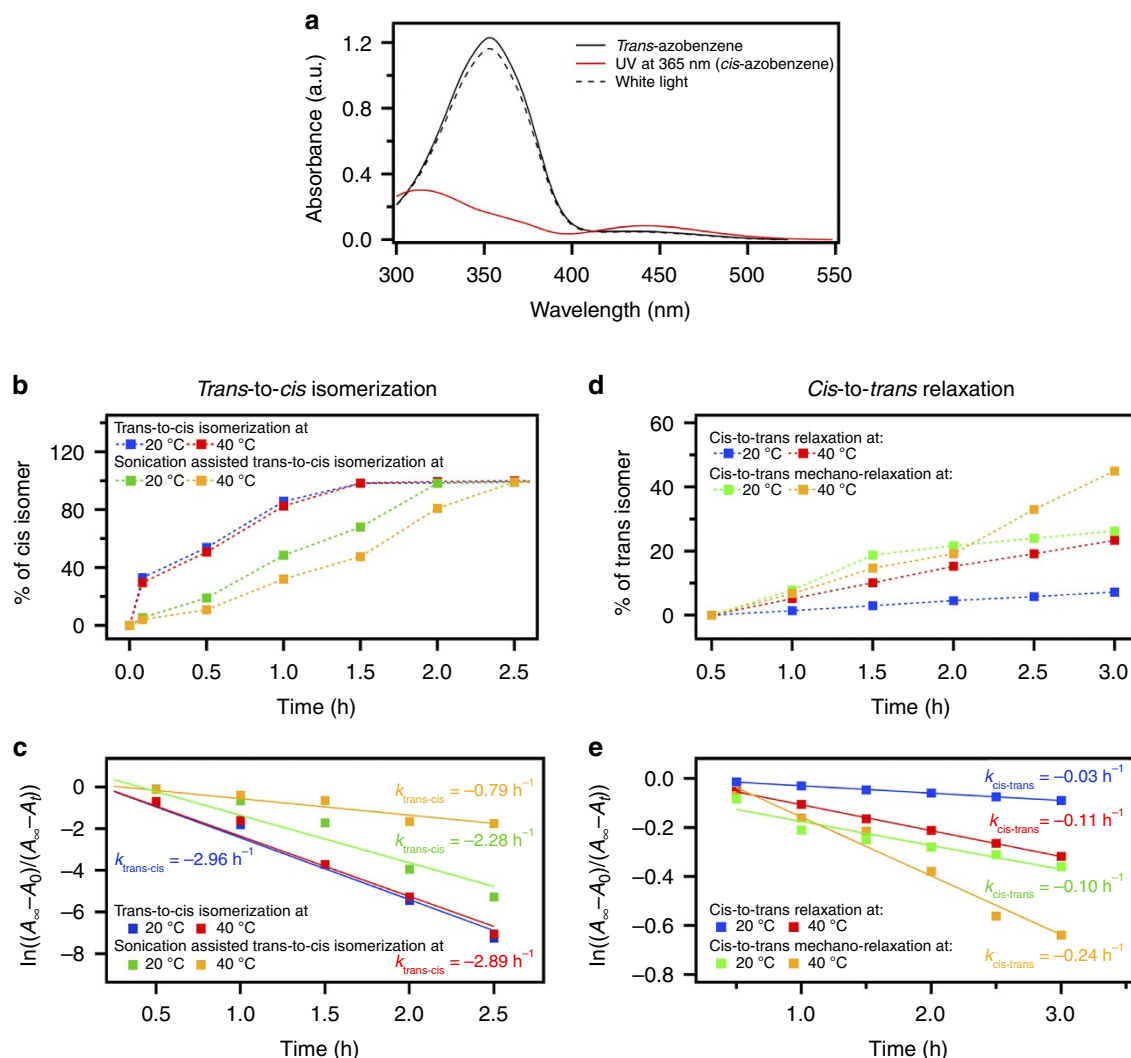 a
1.2
0.8
0.4
0.0
Absorbance (a.u.)
Trans-azobenzene
UV at 365 nm (cis-azobenzene)
White light
300 350 400 450 500 550
Wavelength (nm)
b
Trans-to-cis isomerization
120
80
40
0
% of cis isomer
Trans-to-cis isomerization at
20 °C 40 °C
Sonication assisted trans-to-cis isomerization at
20 °C 40 °C
0.0 0.5 1.0 1.5 2.0 2.5
Time (h)
d
Cis-to-trans relaxation
60
40
20
0
% of trans isomer
Cis-to-trans relaxation at:
20 °C 40 °C
Cis-to-trans mechano-relaxation at:
20 °C 40 °C
0.5 1.0 1.5 2.0 2.5 3.0
Time (h)
c
0
−2
−4
−6
−8
ln((A∞−A0)/(A∞−At))
ktrans-cis = −0.79 h−1
ktrans-cis = −2.28 h−1
ktrans-cis = −2.96 h−1
Trans-to-cis isomerization at
20 °C 40 °C
Sonication assisted trans-to-cis isomerization at
20 °C 40 °C
ktrans-cis = −2.89 h−1
0.5 1.0 1.5 2.0 2.5
Time (h)
e
0.0
−0.2
−0.4
−0.6
−0.8
ln((A∞−A0)/(A∞−At))
kcis-trans = −0.03 h−1
kcis-trans = −0.11 h−1
kcis-trans = −0.10 h−1
Cis-to-trans relaxation at:
20 °C 40 °C
Cis-to-trans mechano-relaxation at:
20 °C 40 °C
kcis-trans = −0.24 h−1
1.0 2.0 3.0
Time (h)